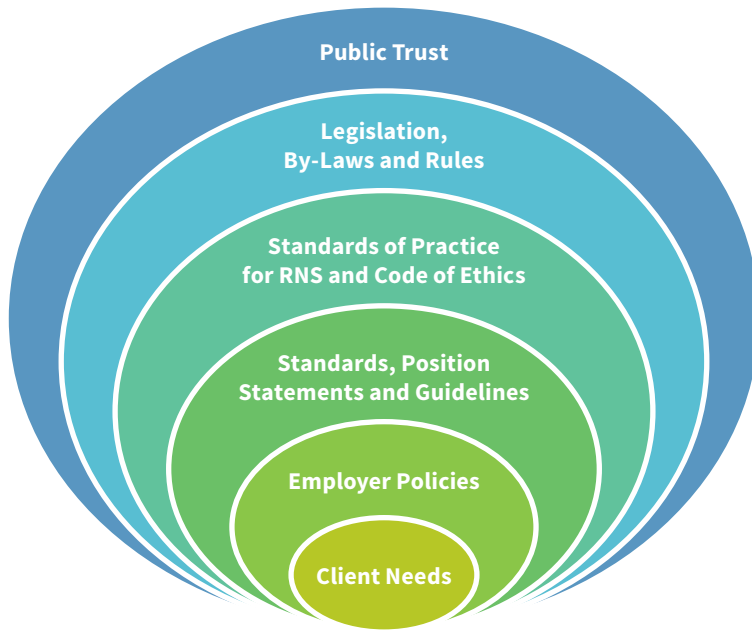 Public Trust
Legislation,
By-Laws and Rules
Standards of Practice
for RNS and Code of Ethics
Standards, Position
Statements and Guidelines
Employer Policies
Client Needs